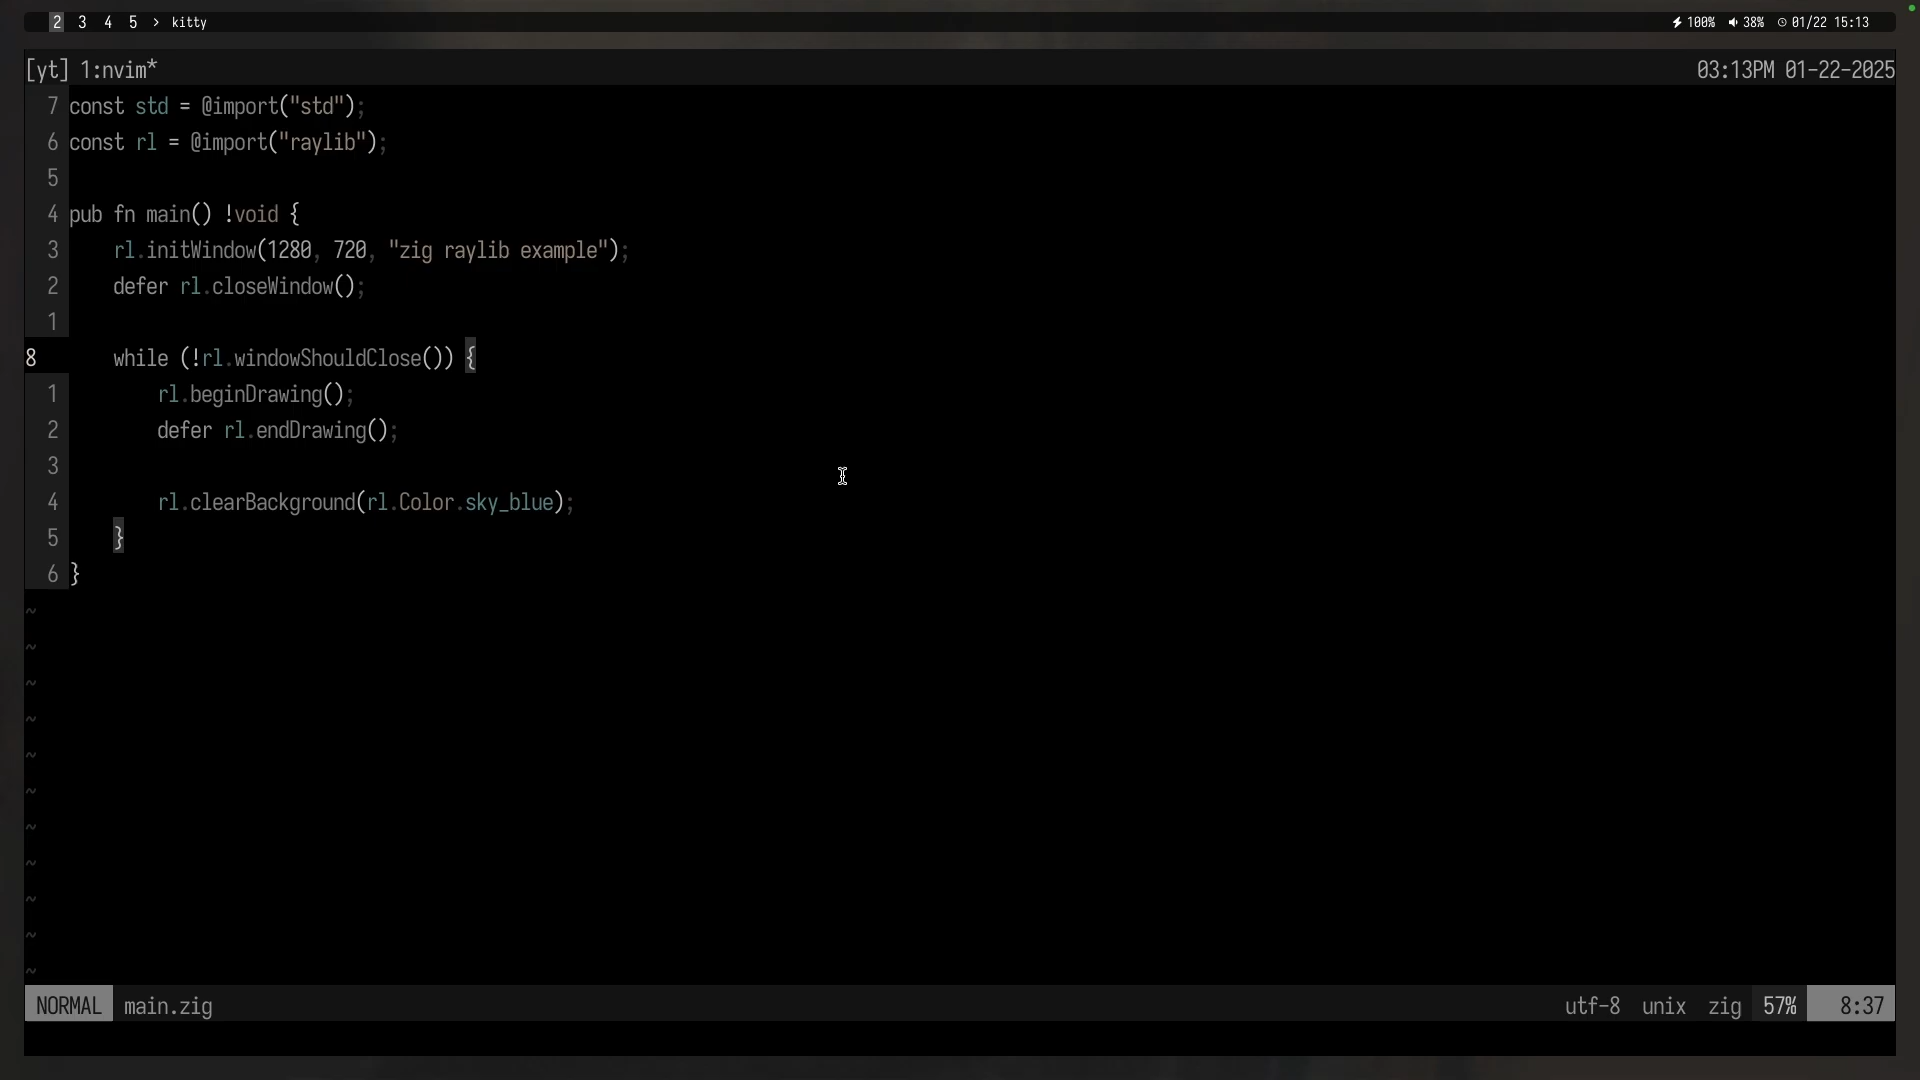 2 3 4 5 > kitty 100% 38% 01/22 15:13
[yt] 1:nvim* 03:13PM 01-22-2025
7 const std = @import("std");
6 const rl = @import("raylib");
5
4 pub fn main() !void {
3     rl.initWindow(1280, 720, "zig raylib example");
2     defer rl.closeWindow();
1
8     while (!rl.windowShouldClose()) {
1         rl.beginDrawing();
2         defer rl.endDrawing();
3
4         rl.clearBackground(rl.Color.sky_blue);
5     }
6 }
~
~
~
~
~
~
~
~
~
~
~
NORMAL main.zig utf-8 unix zig 57% 8:37